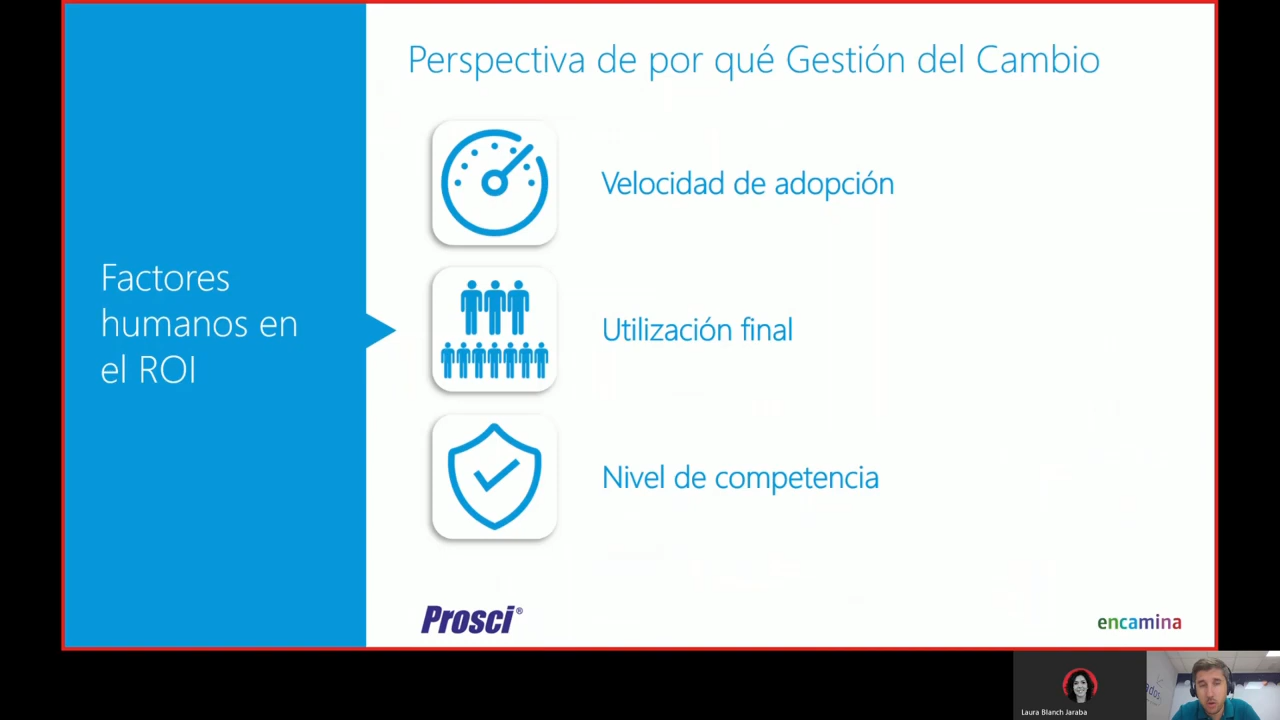 Perspectiva de por qué Gestión del Cambio
Factores
humanos en
el ROI
Velocidad de adopción
Utilización final
Nivel de competencia
Prosci®
encamina
Laura Blanch Jaraba